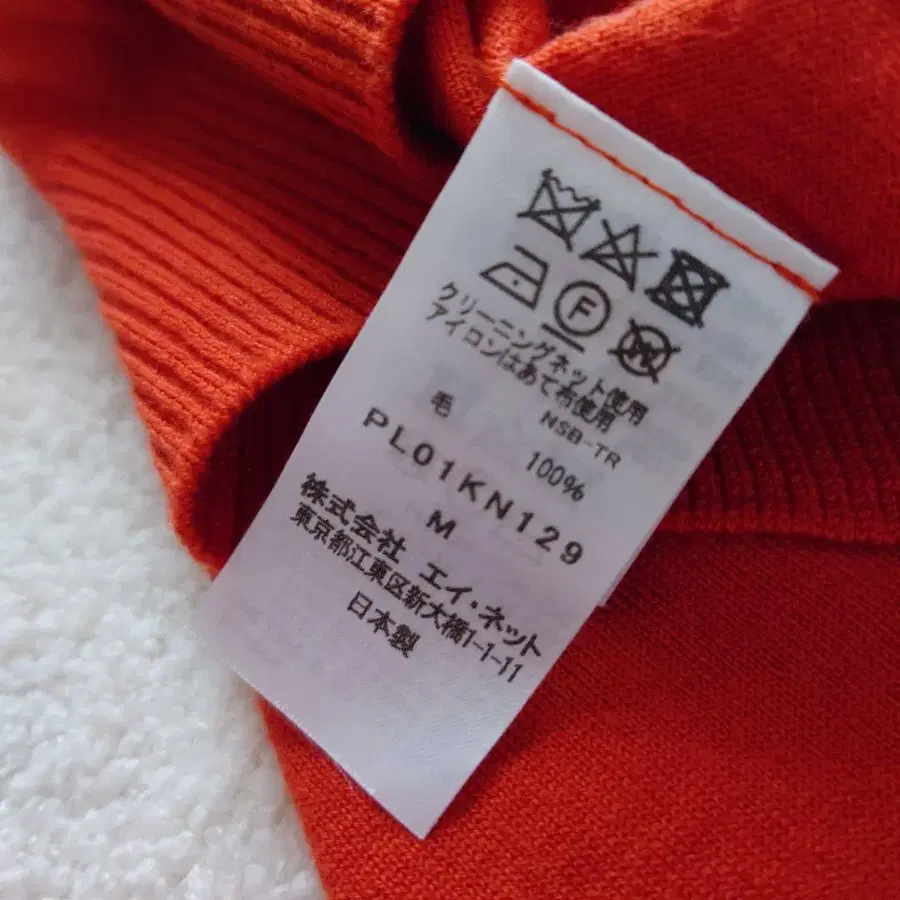 F W
クリーニングネット使用
アイロンはあて布使用
NSB-TR
毛 100%
PL01KN129
M
株式会社 エイ・ネット
東京都江東区新大橋1-1-11
日本製